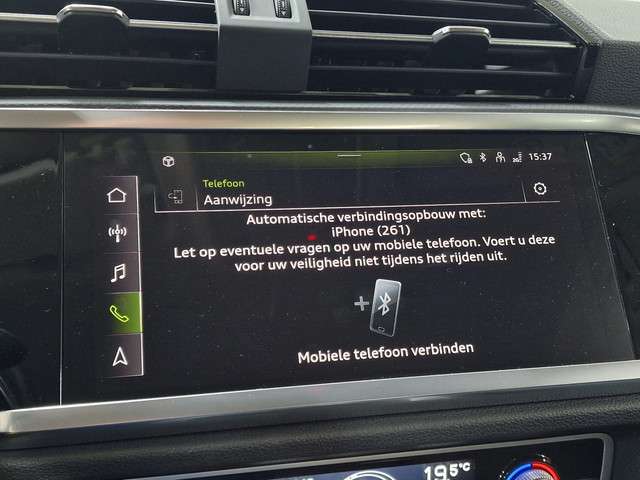 15:37
Telefoon
Aanwijzing
Automatische verbindingsopbouw met:
iPhone (261)
Let op eventuele vragen op uw mobiele telefoon. Voert u deze
voor uw veiligheid niet tijdens het rijden uit.
Mobiele telefoon verbinden
19.5°C